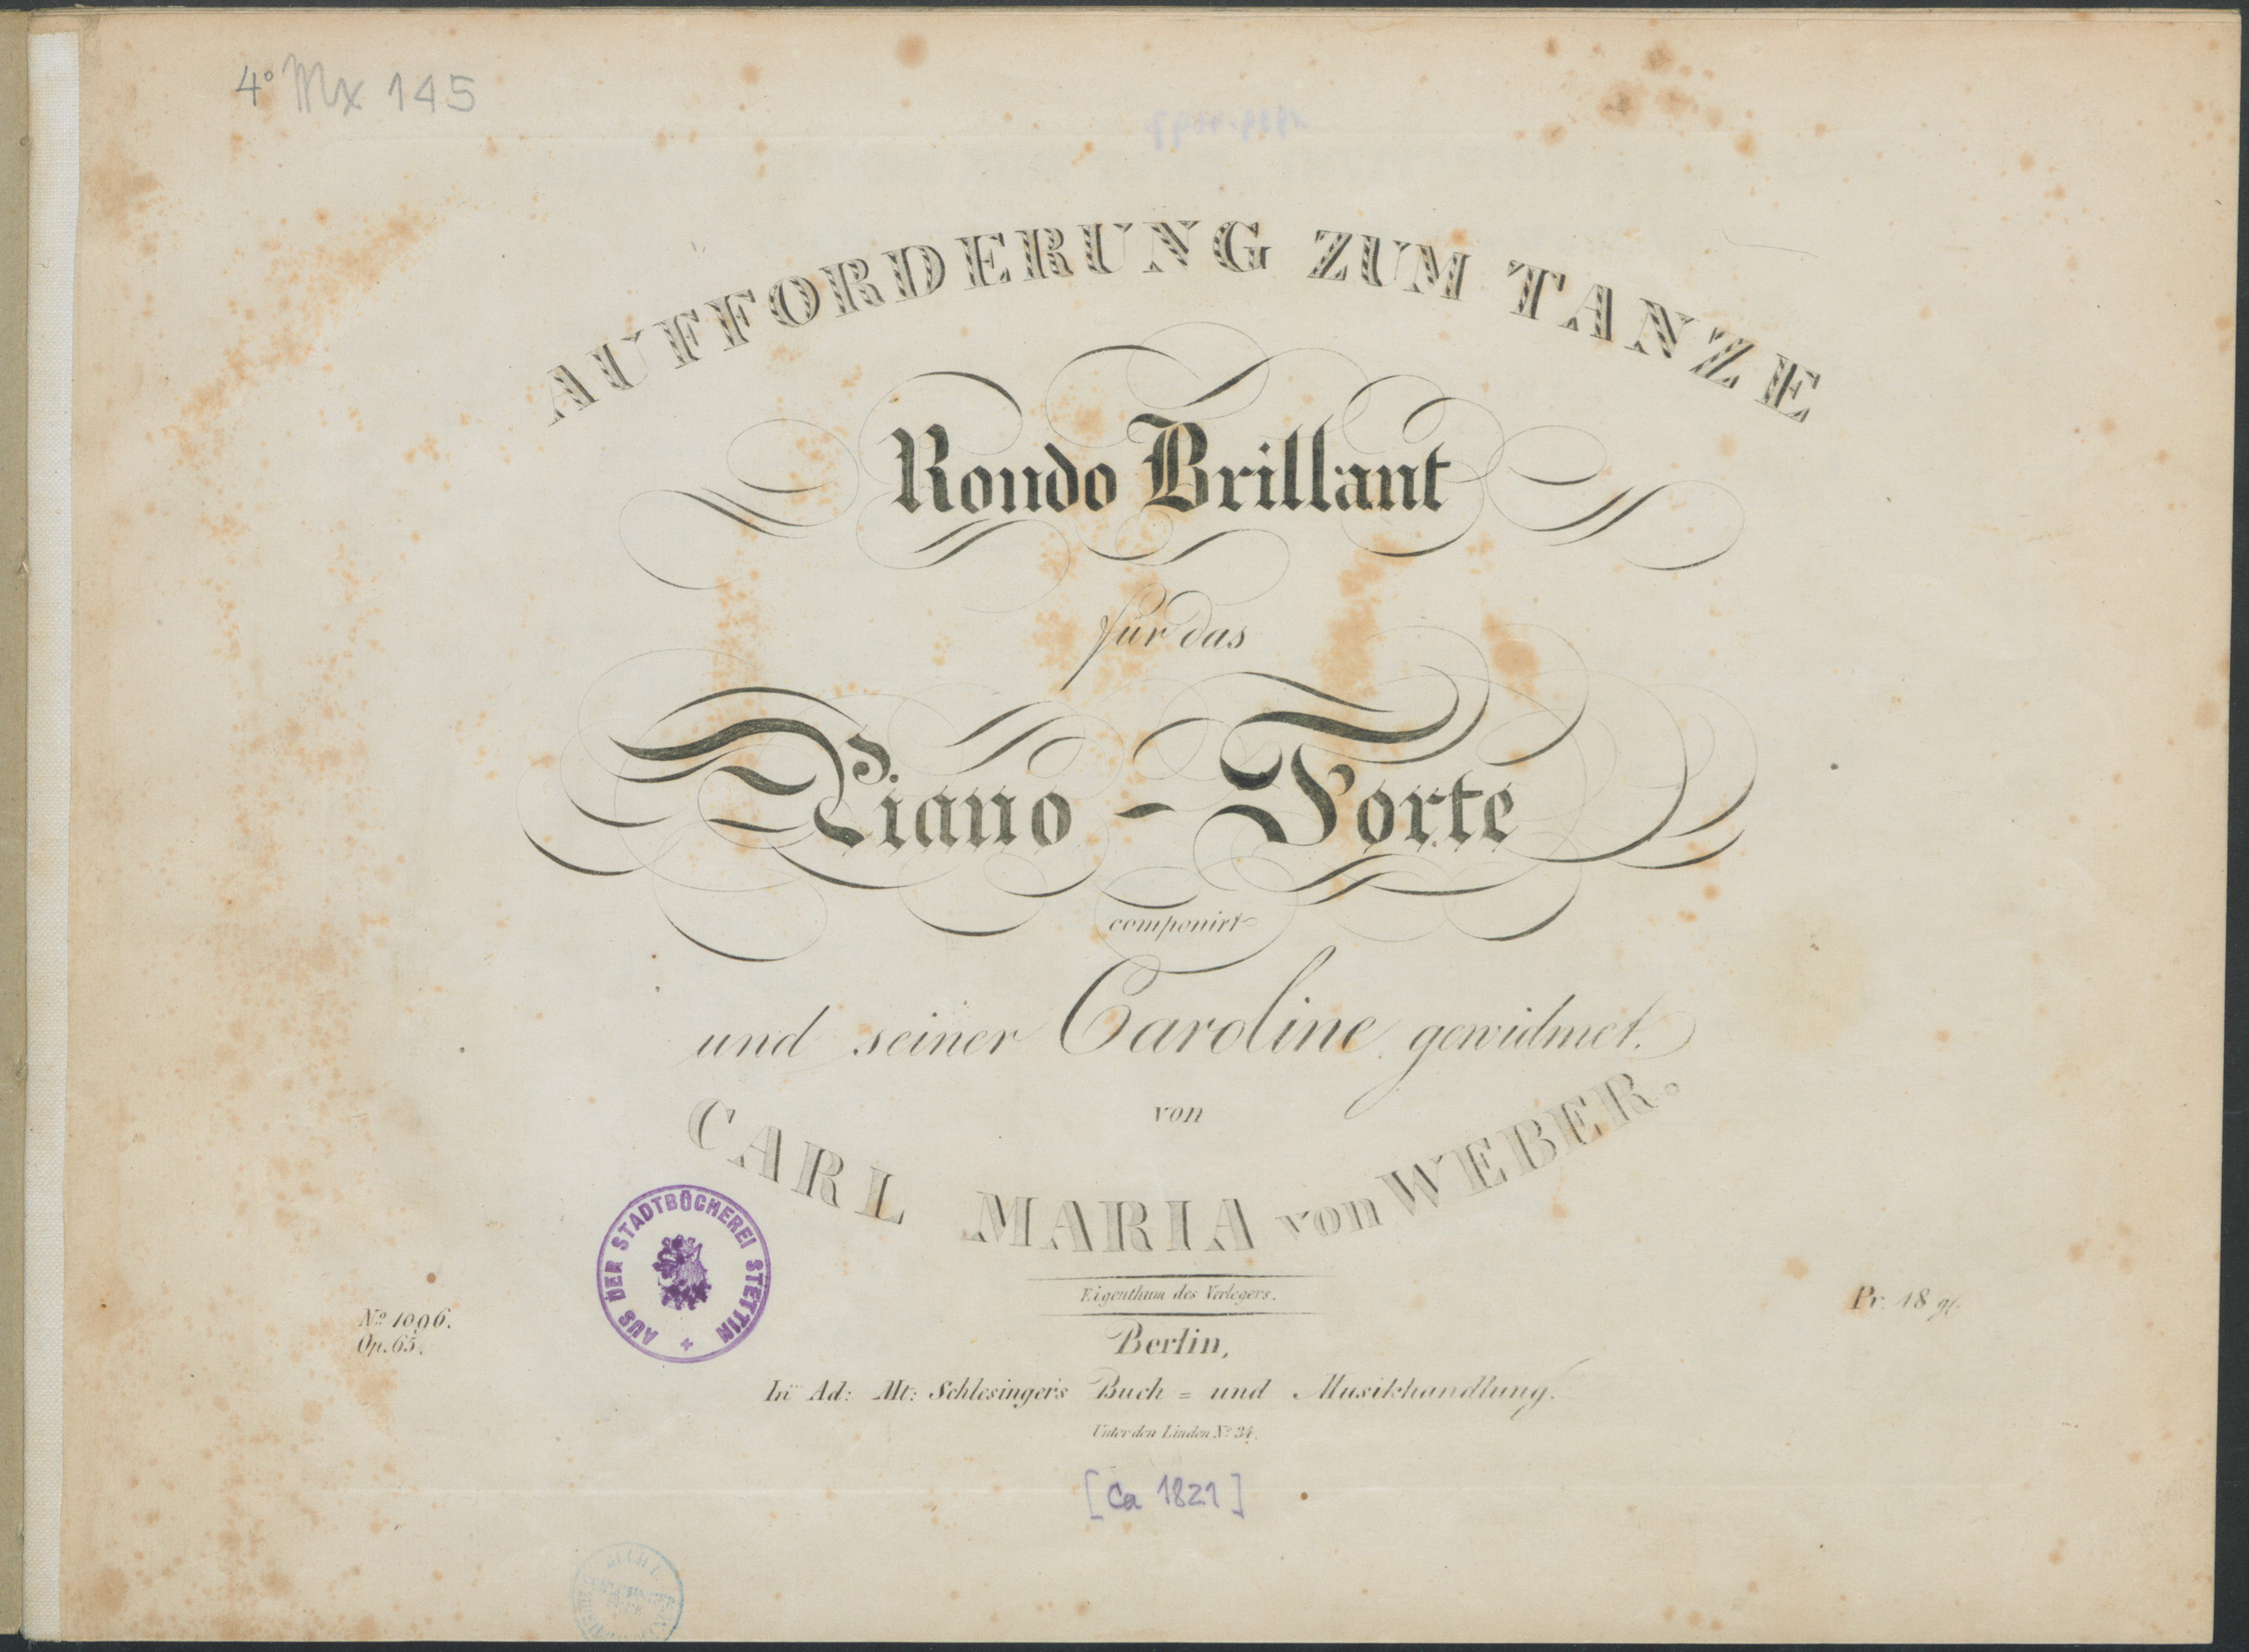 4° Mx 145
AUFFORDERUNG ZUM TANZE
Rondo Brillant
für das
Piano-Forte
componirt
und seiner Caroline gewidmet.
von
CARL MARIA von WEBER.
AUS DER STADTBÜCHEREI STETTIN
Eigenthum des Verlegers.
No. 1096.
Op. 65.
Pr. 18 gr.
Berlin,
In Ad: Mt: Schlesinger's Buch = und Musikhandlung.
Unter den Linden No. 34.
[Ca 1821]